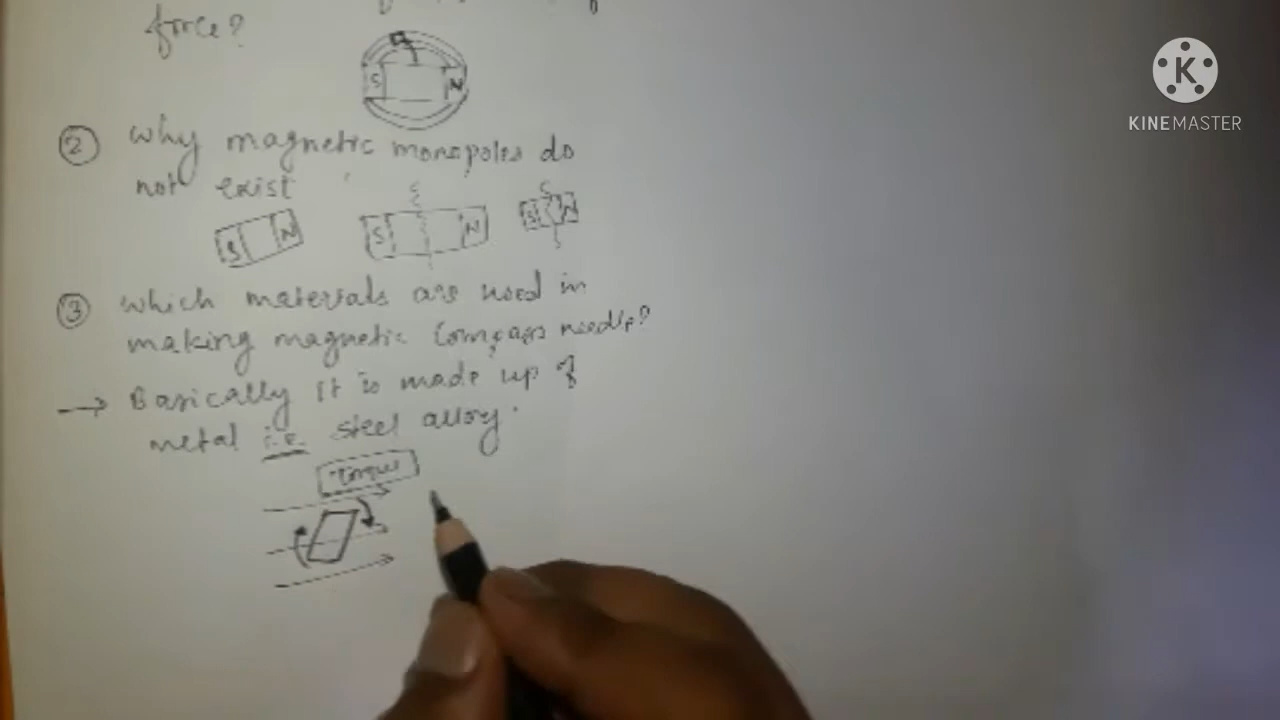 force?
S N
② Why magnetic monopoles do
not exist
S N S N S N
③ Which materials are used in
making magnetic Compass needle?
→ Basically it is made up of
metal i.e. steel alloy.
Torque
K
KINEMASTER